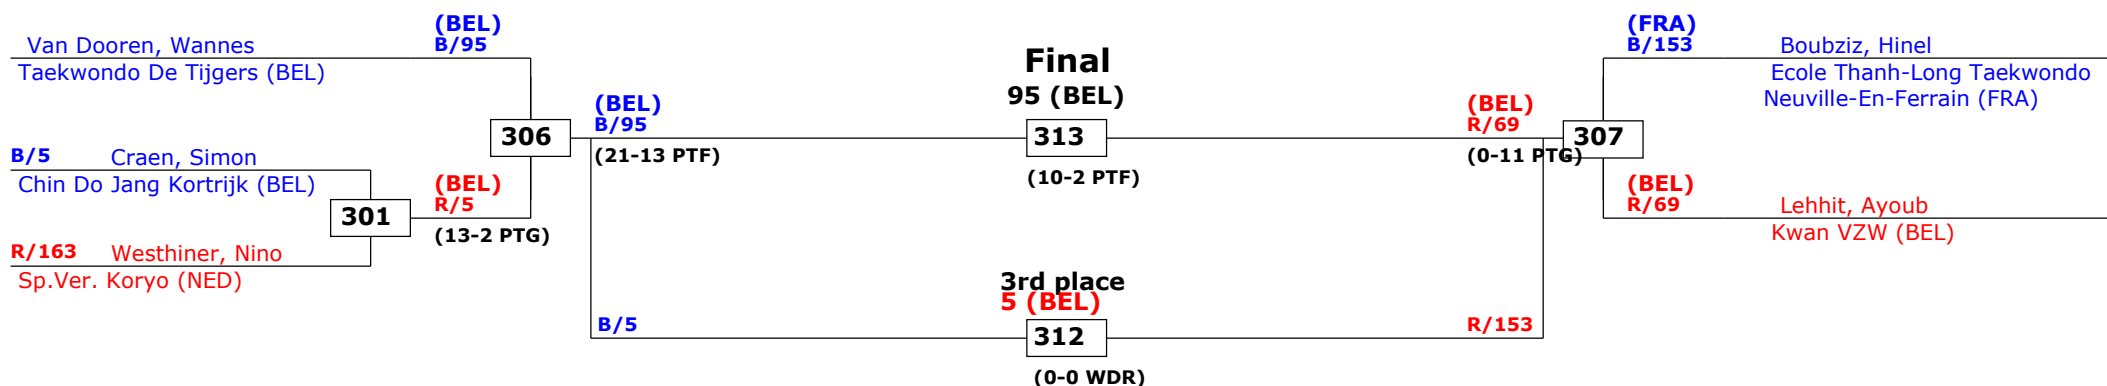 (BEL)
B/95
Van Dooren, Wannes
Taekwondo De Tijgers (BEL)
B/5 Craen, Simon
Chin Do Jang Kortrijk (BEL)
R/163 Westhiner, Nino
Sp.Ver. Koryo (NED)
301
(BEL)
R/5
(13-2 PTG)
306
(BEL)
B/95
(21-13 PTF)
Final
95 (BEL)
313
(10-2 PTF)
3rd place
5 (BEL)
312
(0-0 WDR)
B/5
R/153
(BEL)
R/69
(0-11 PTG)
307
(FRA)
B/153
Boubziz, Hinel
Ecole Thanh-Long Taekwondo
Neuville-En-Ferrain (FRA)
(BEL)
R/69
Lehhit, Ayoub
Kwan VZW (BEL)